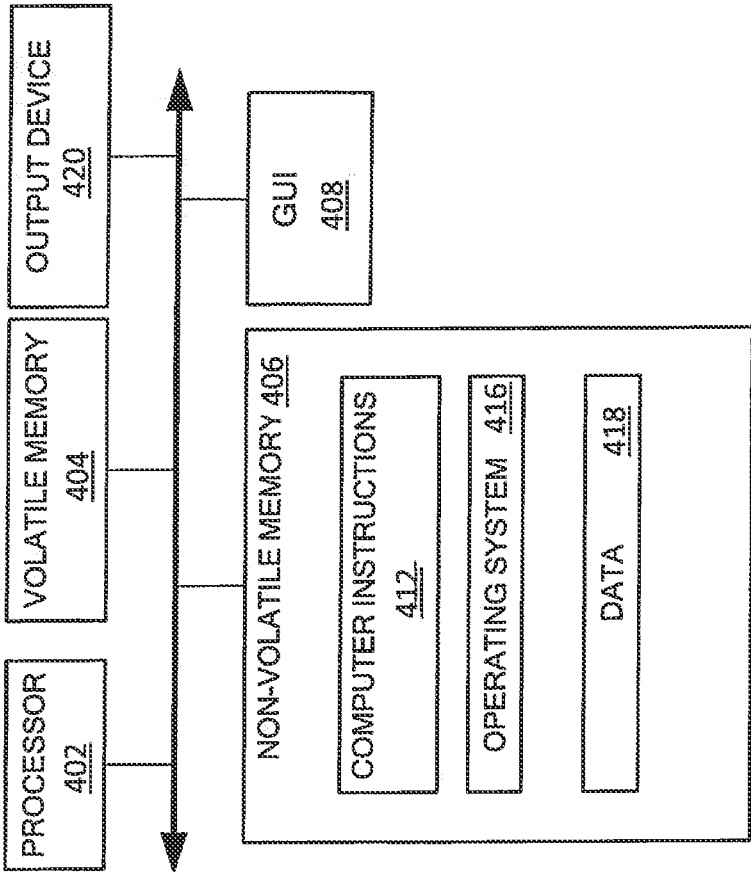 PROCESSOR
402
VOLATILE MEMORY
404
OUTPUT DEVICE
420
NON-VOLATILE MEMORY 406
COMPUTER INSTRUCTIONS
412
OPERATING SYSTEM 416
DATA 418
GUI
408